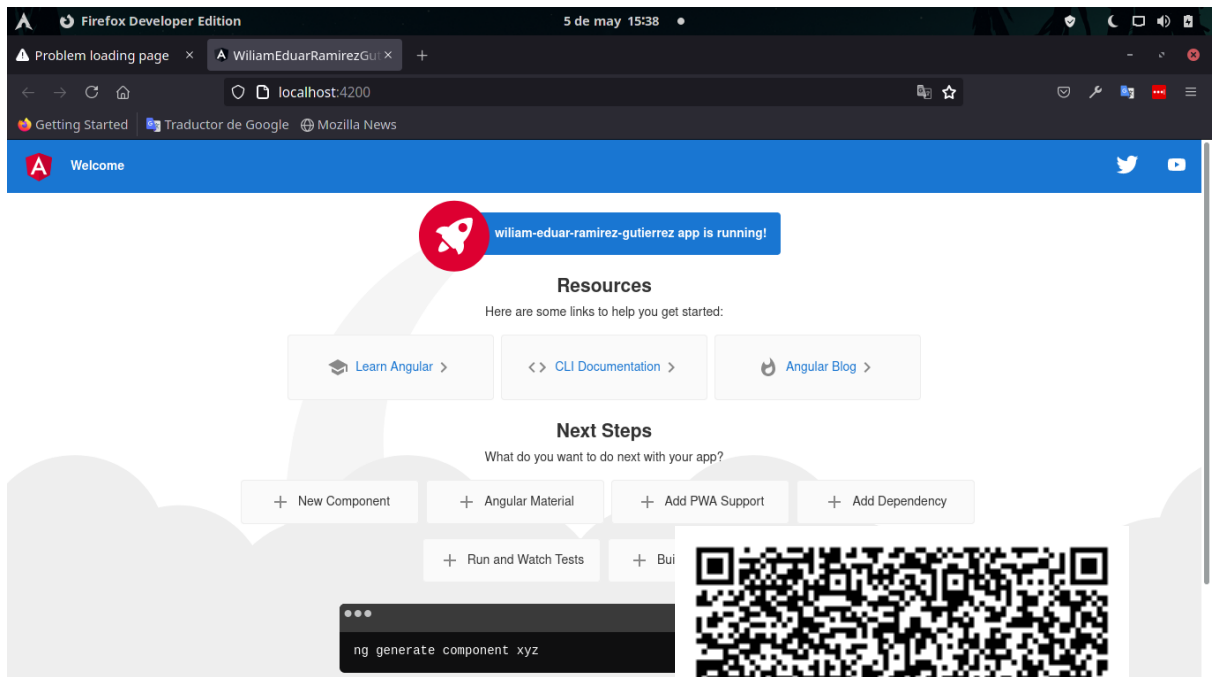 Firefox Developer Edition
5 de may 15:38
Problem loading page
WiliamEduarRamirezGut
localhost:4200
Getting Started
Traductor de Google
Mozilla News
Welcome
wiliam-eduar-ramirez-gutierrez app is running!
Resources
Here are some links to help you get started:
Learn Angular
CLI Documentation
Angular Blog
Next Steps
What do you want to do next with your app?
+ New Component
+ Angular Material
+ Add PWA Support
+ Add Dependency
+ Run and Watch Tests
+ Bui
ng generate component xyz